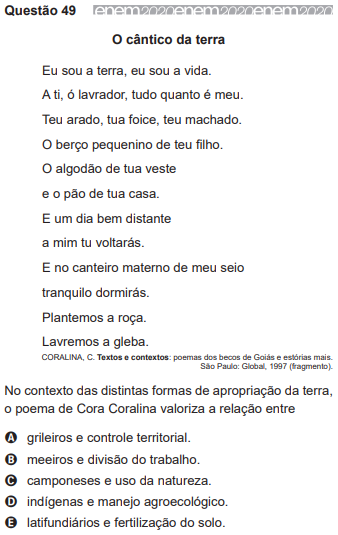 Questão 49 enem2020enem2020enem2020
O cântico da terra
Eu sou a terra, eu sou a vida.
A ti, ó lavrador, tudo quanto é meu.
Teu arado, tua foice, teu machado.
O berço pequenino de teu filho.
O algodão de tua veste
e o pão de tua casa.
E um dia bem distante
a mim tu voltarás.
E no canteiro materno de meu seio
tranquilo dormirás.
Plantemos a roça.
Lavremos a gleba.
CORALINA, C. Textos e contextos: poemas dos becos de Goiás e estórias mais.
São Paulo: Global, 1997 (fragmento).
No contexto das distintas formas de apropriação da terra,
o poema de Cora Coralina valoriza a relação entre
A grileiros e controle territorial.
B meeiros e divisão do trabalho.
C camponeses e uso da natureza.
D indígenas e manejo agroecológico.
E latifundiários e fertilização do solo.